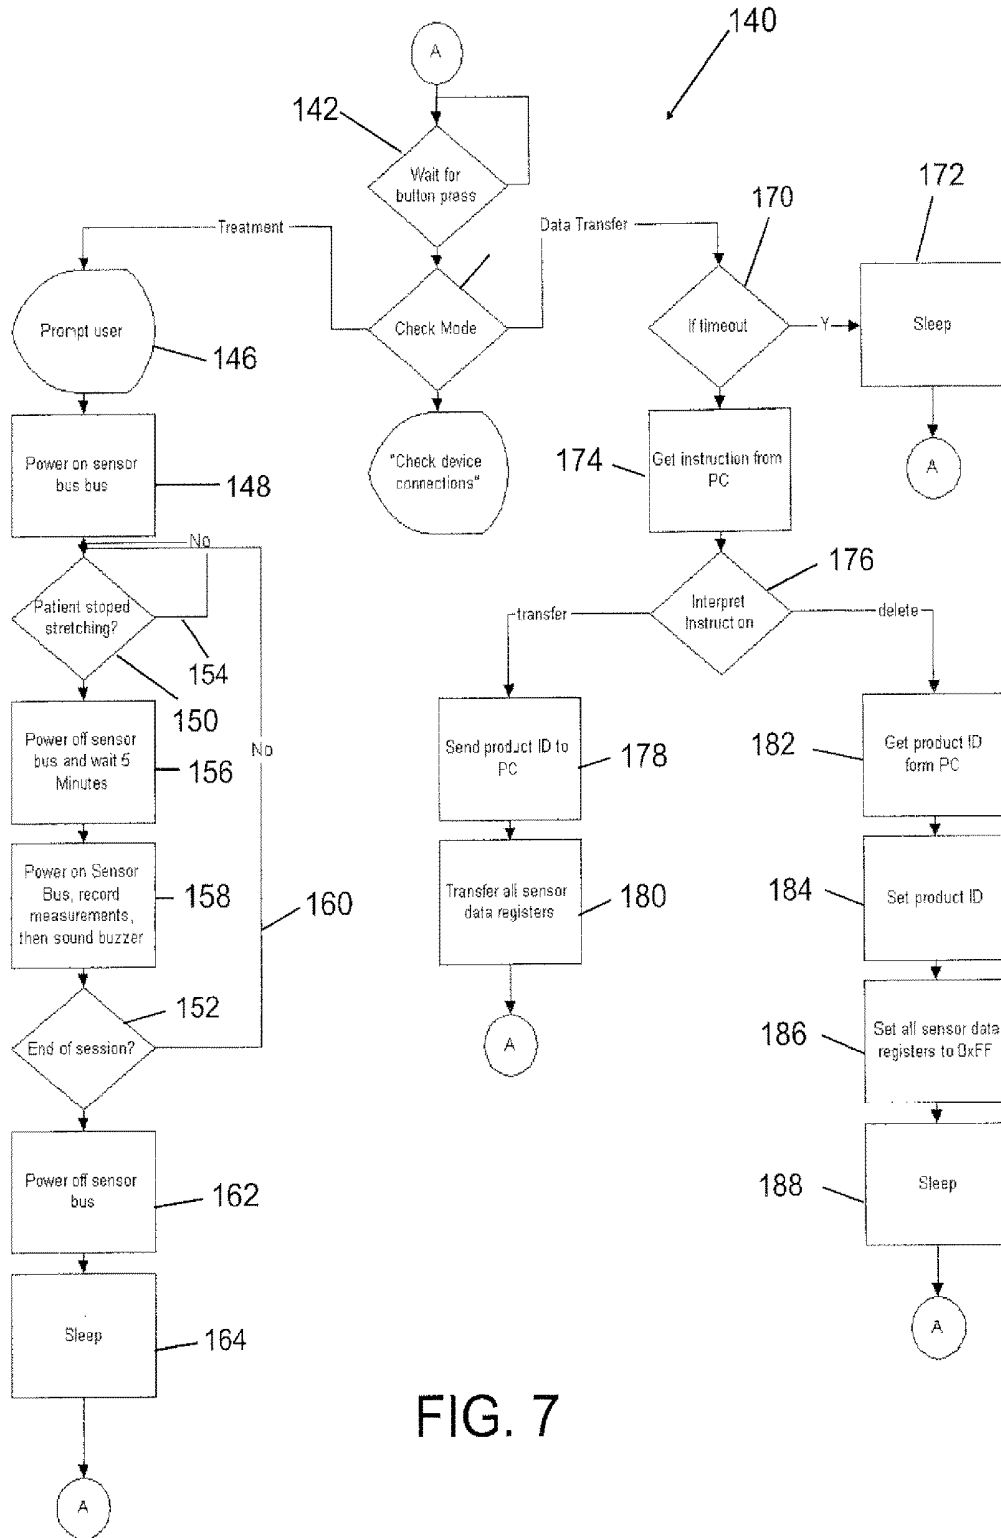 A
140
142
Wait for
button press
Treatment
Data Transfer
170
172
Prompt user
146
Check Mode
If timeout
Y
Sleep
Power on sensor
bus bus
148
"Check device
connections"
174
Get instruction from
PC
A
No
176
Patient stoped
stretching?
154
150
transfer
Interpret
Instruction
delete
Power off sensor
bus and wait 5
Minutes
156
No
Send product ID to
PC
178
182
Get product ID
form PC
Power on Sensor
Bus, record
measurements,
then sound buzzer
158
160
Transfer all sensor
data registers
180
184
Set product ID
152
End of session?
A
186
Set all sensor data
registers to 0xFF
Power off sensor
bus
162
188
Sleep
Sleep
164
A
FIG. 7
A